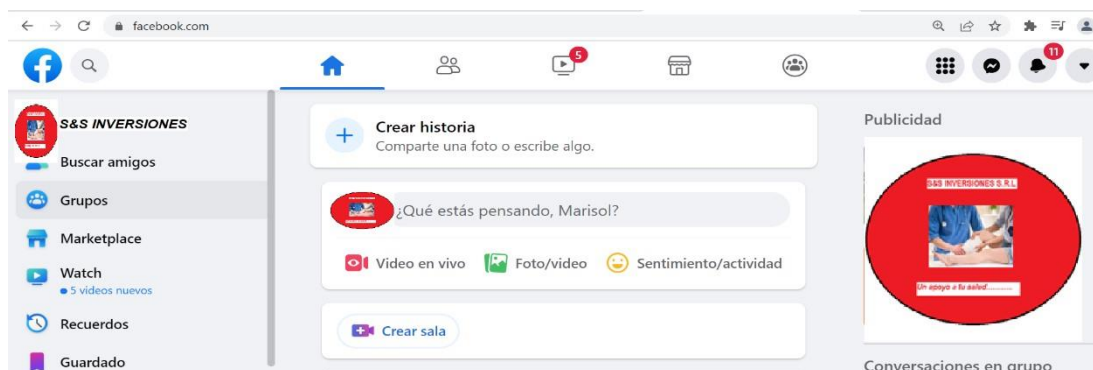 facebook.com
5
11
S&S INVERSIONES
Buscar amigos
Grupos
Marketplace
Watch
5 videos nuevos
Recuerdos
Guardado
Crear historia
Comparte una foto o escribe algo.
¿Qué estás pensando, Marisol?
Video en vivo
Foto/video
Sentimiento/actividad
Crear sala
Publicidad
S&S INVERSIONES S.R.L
Un apoyo a tu salud............
Conversaciones en grupo